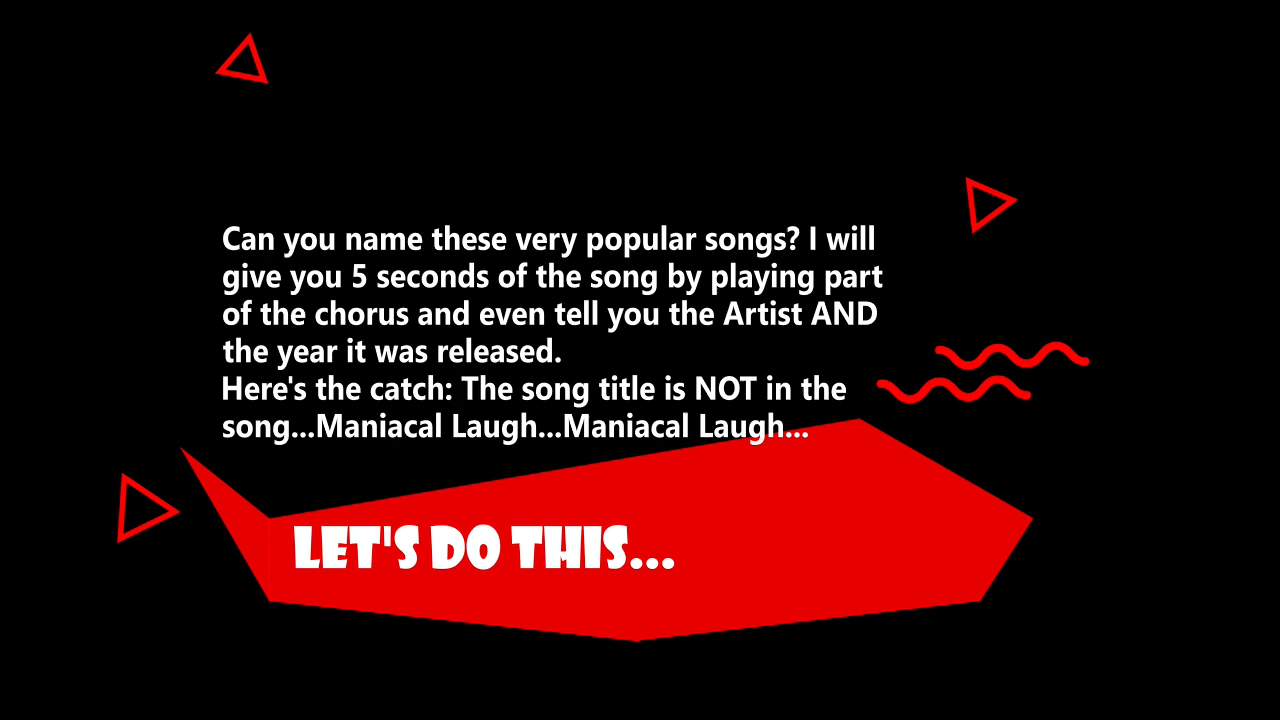 Can you name these very popular songs? I will
give you 5 seconds of the song by playing part
of the chorus and even tell you the Artist AND
the year it was released.
Here's the catch: The song title is NOT in the
song...Maniacal Laugh...Maniacal Laugh...
LET'S DO THIS...